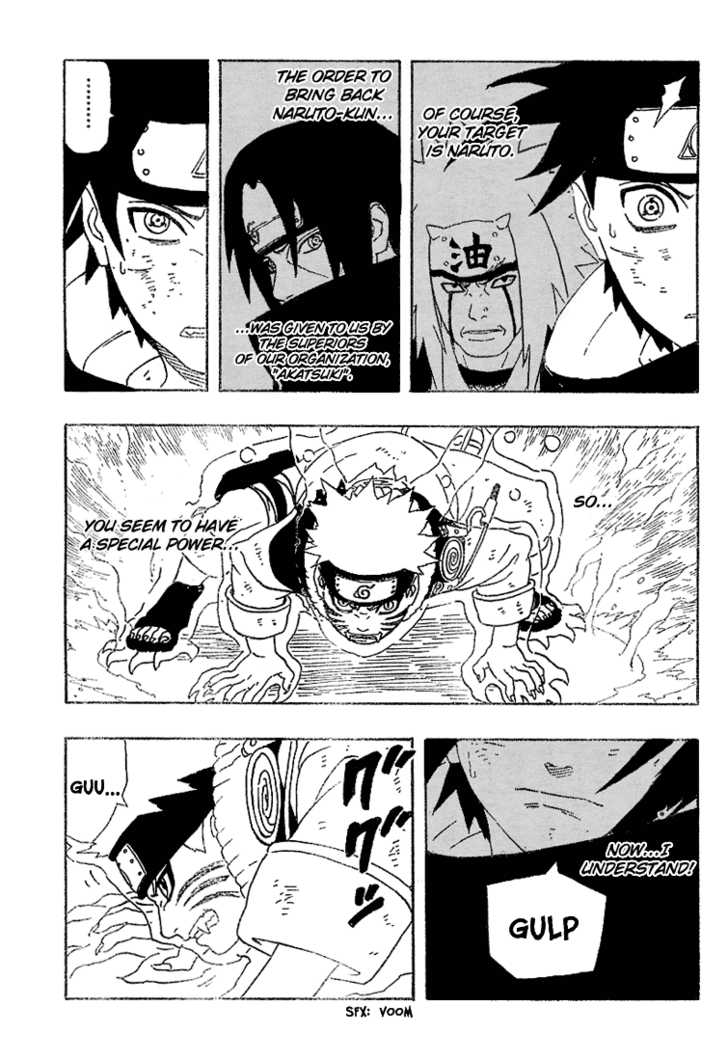 OF COURSE,
YOUR TARGET
IS NARUTO.
油
THE ORDER TO
BRING BACK
NARUTO-KUN...
...WAS GIVEN TO US BY
THE SUPERIORS
OF OUR ORGANIZATION,
"AKATSUKI".
.........
SO...
YOU SEEM TO HAVE
A SPECIAL POWER...
NOW...I
UNDERSTAND!
GULP
グググッ
GUU...
SFX: VOOM